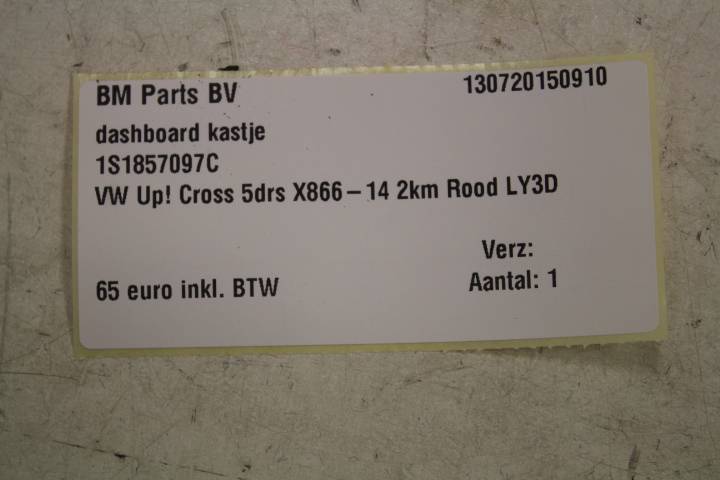 BM Parts BV 130720150910
dashboard kastje
1S1857097C
VW Up! Cross 5drs X866-14 2km Rood LY3D
Verz:
65 euro inkl. BTW Aantal: 1